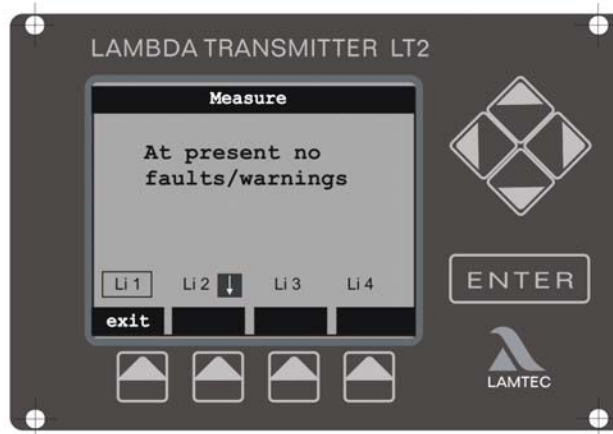 LAMBDA TRANSMITTER LT2
Measure
At present no
faults/warnings
Li 1 Li 2 ↓ Li 3 Li 4
exit
ENTER
LAMTEC